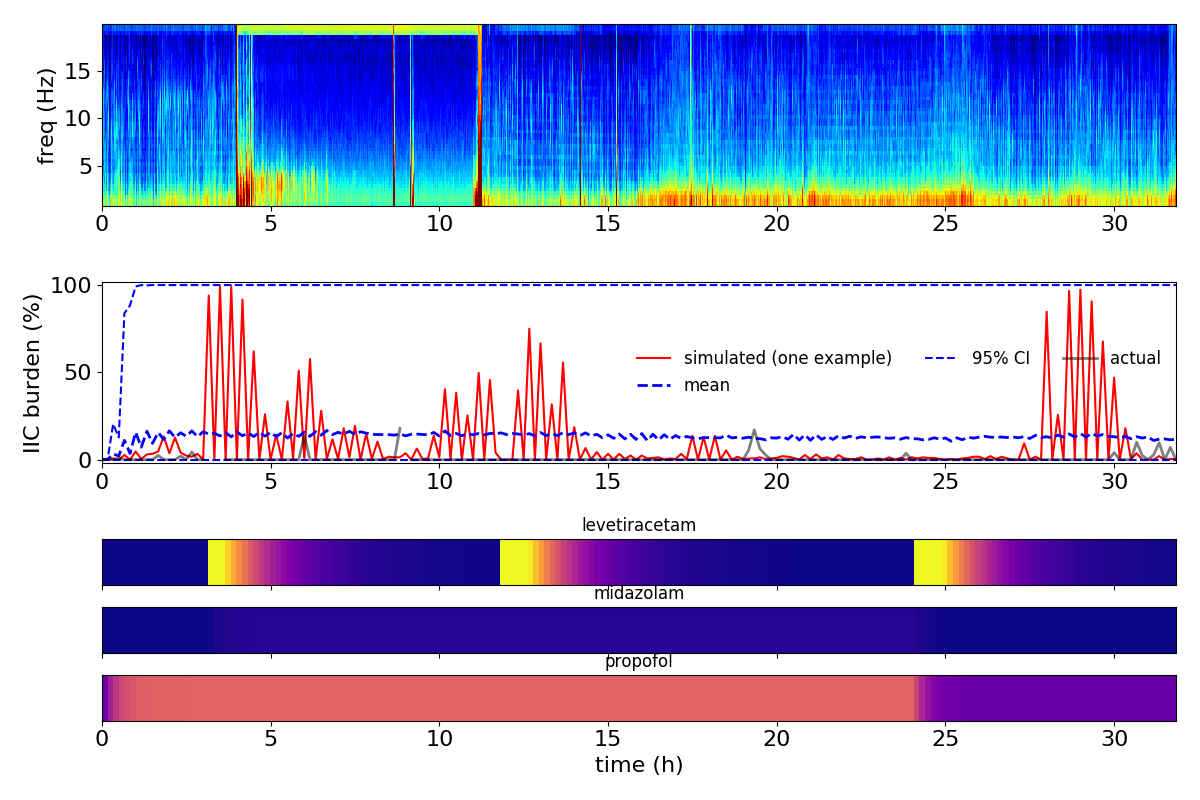 freq (Hz)
15
10
5
0 5 10 15 20 25 30
IIC burden (%)
100
50
0
simulated (one example)
mean
95% CI
actual
0 5 10 15 20 25 30
levetiracetam
midazolam
propofol
0 5 10 15 20 25 30
time (h)